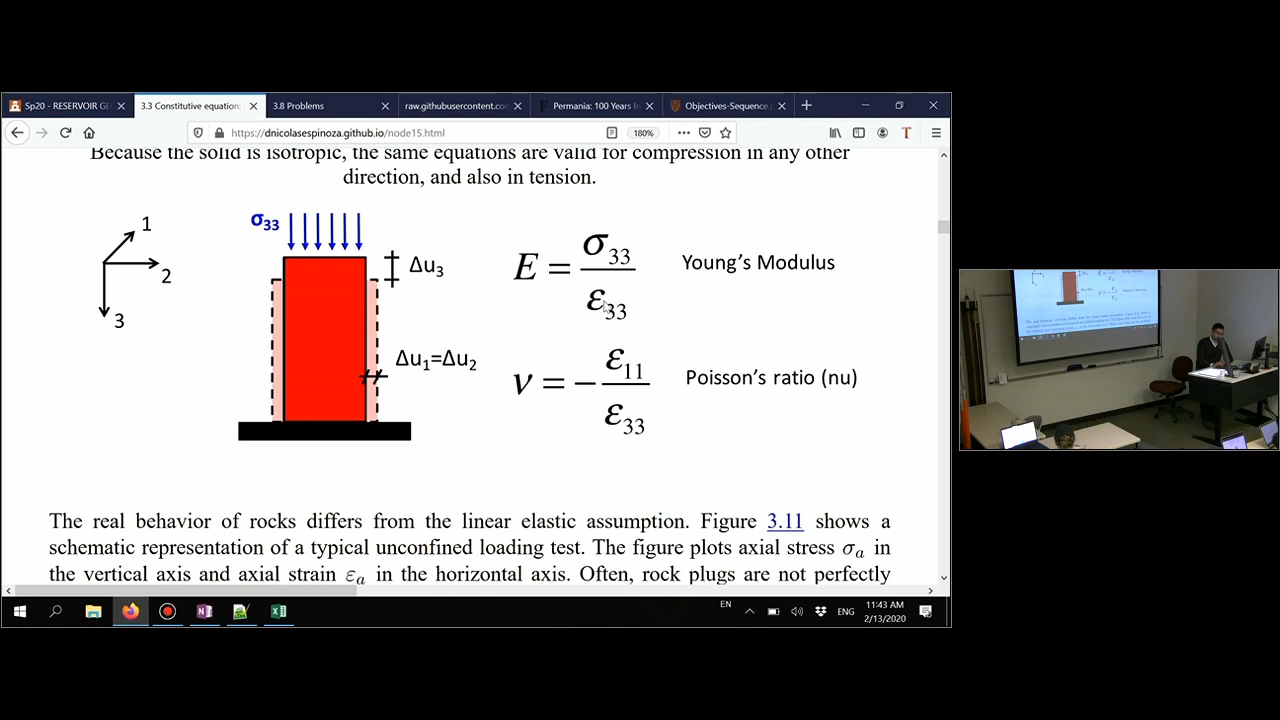 Sp20 - RESERVOIR GE
3.3 Constitutive equation:
3.8 Problems
raw.githubusercontent.com
Permania: 100 Years In
Objectives-Sequence.p
https://dnicolasespinoza.github.io/node15.html
180%
Because the solid is isotropic, the same equations are valid for compression in any other
direction, and also in tension.
1
2
3
σ33
Δu3
Δu1=Δu2
E = σ33 / ε33
Young's Modulus
ν = − ε11 / ε33
Poisson's ratio (nu)
The real behavior of rocks differs from the linear elastic assumption. Figure 3.11 shows a
schematic representation of a typical unconfined loading test. The figure plots axial stress σa in
the vertical axis and axial strain εa in the horizontal axis. Often, rock plugs are not perfectly
EN
ENG
11:43 AM
2/13/2020